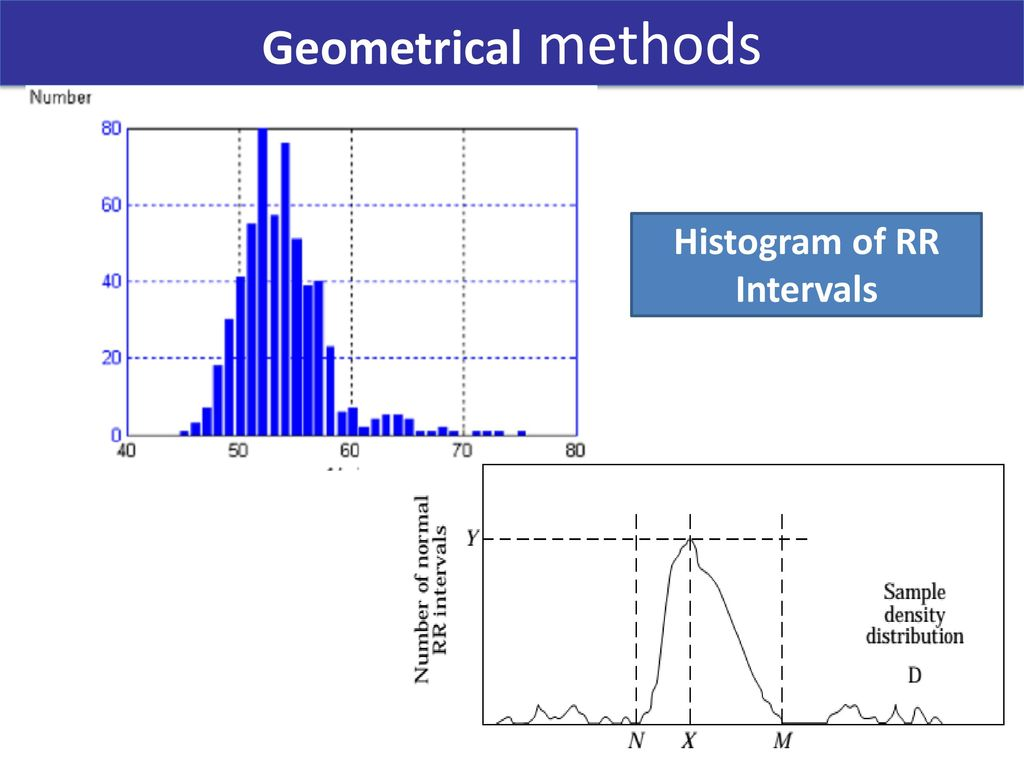 Geometrical methods
Number
80
60
40
20
0
40 50 60 70 80
Histogram of RR
Intervals
Number of normal
RR intervals
Y
Sample
density
distribution
D
N X M